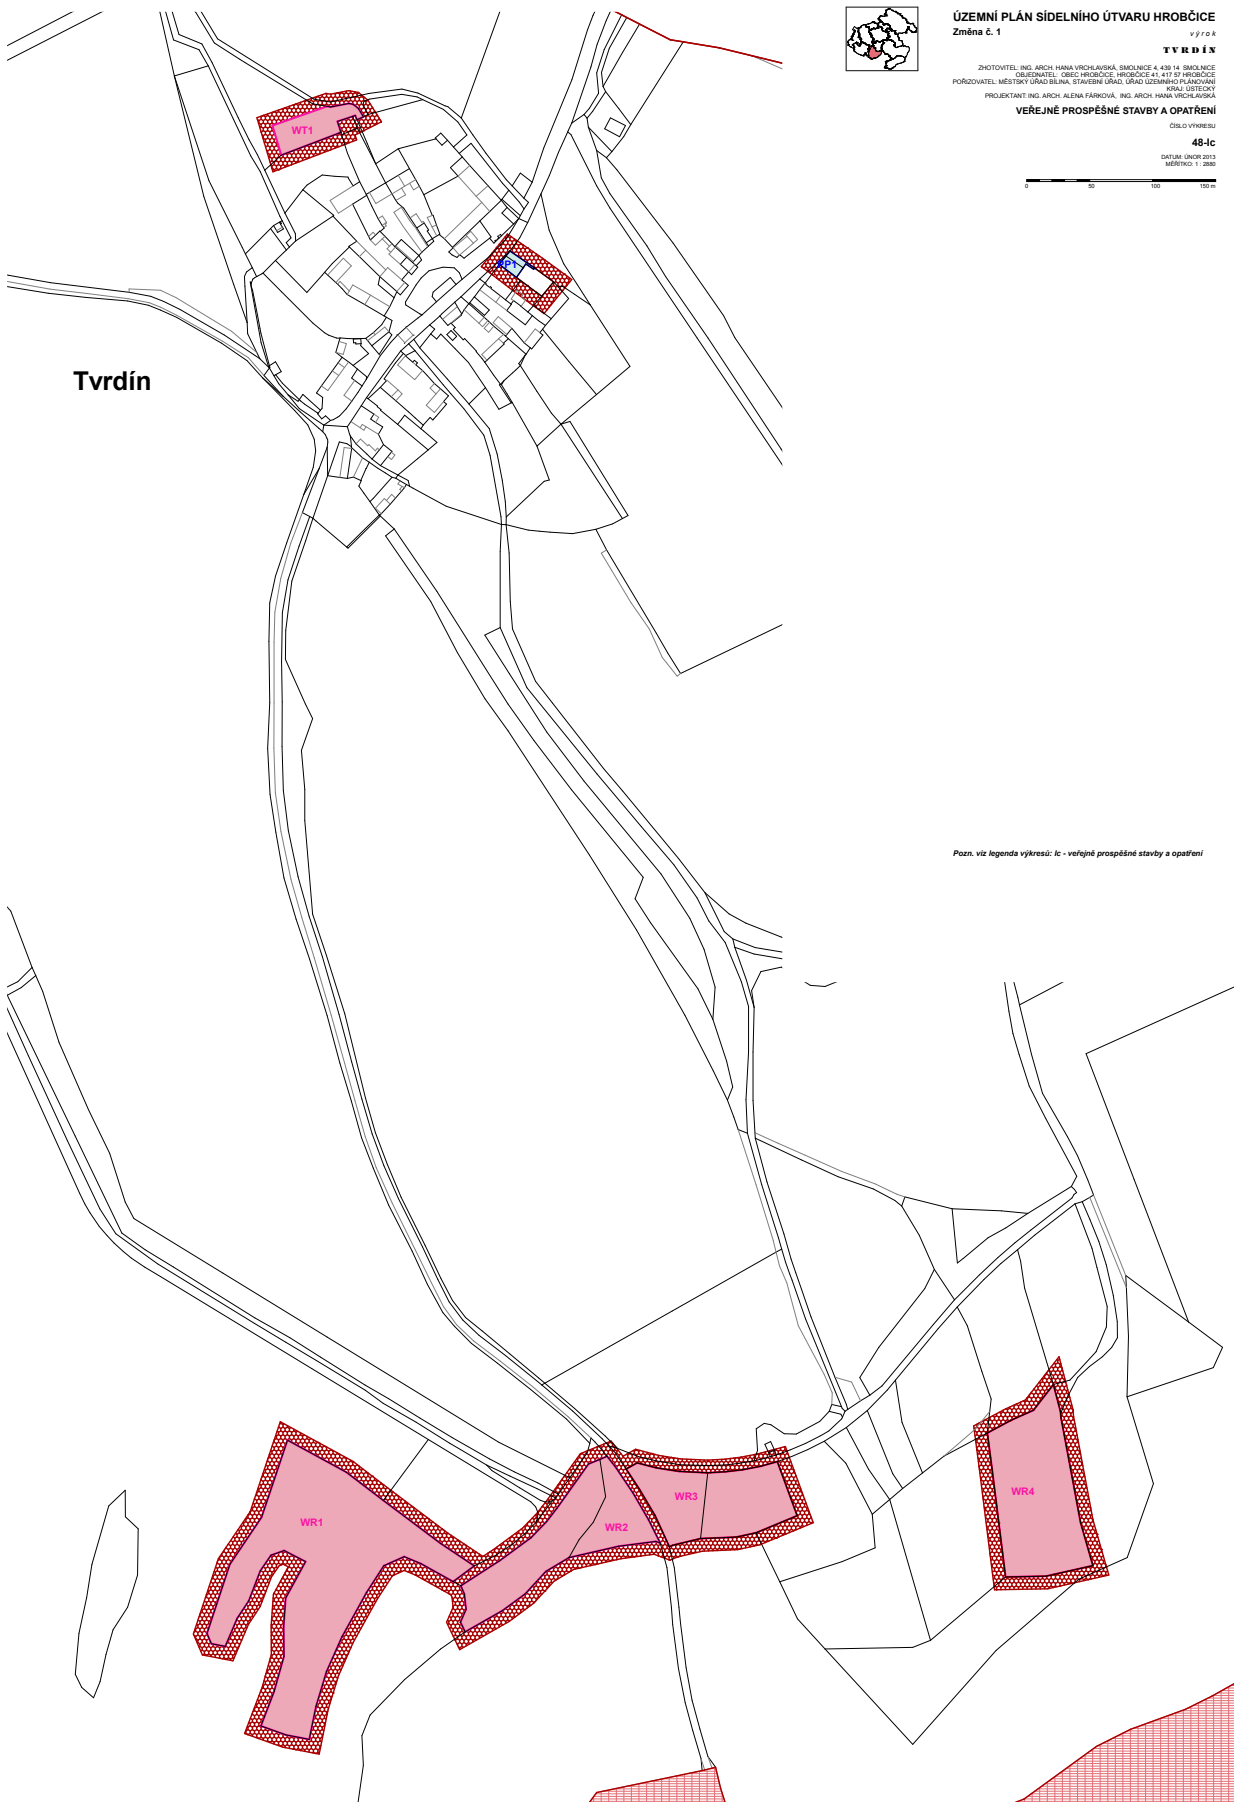 ÚZEMNÍ PLÁN SÍDELNÍHO ÚTVARU HROBČICE
Změna č. 1
výrok
TVRDÍN
ZHOTOVITEL: ING. ARCH. HANA VRCHLAVSKÁ, SMOLNICE 4, 439 14 SMOLNICE
OBJEDNATEL: OBEC HROBČICE, HROBČICE 41, 417 57 HROBČICE
POŘIZOVATEL: MĚSTSKÝ ÚŘAD BÍLINA, STAVEBNÍ ÚŘAD, ÚŘAD ÚZEMNÍHO PLÁNOVÁNÍ
KRAJ: ÚSTECKÝ
PROJEKTANT: ING. ARCH. ALENA FÁRKOVÁ, ING. ARCH. HANA VRCHLAVSKÁ
VEŘEJNĚ PROSPĚŠNÉ STAVBY A OPATŘENÍ
ČÍSLO VÝKRESU
48-Ic
DATUM: ÚNOR 2013
MĚŘÍTKO: 1 : 2880
0 50 100 150 m
WT1
PP1
Tvrdín
Pozn. viz legenda výkresů: Ic - veřejně prospěšné stavby a opatření
WR1
WR2
WR3
WR4